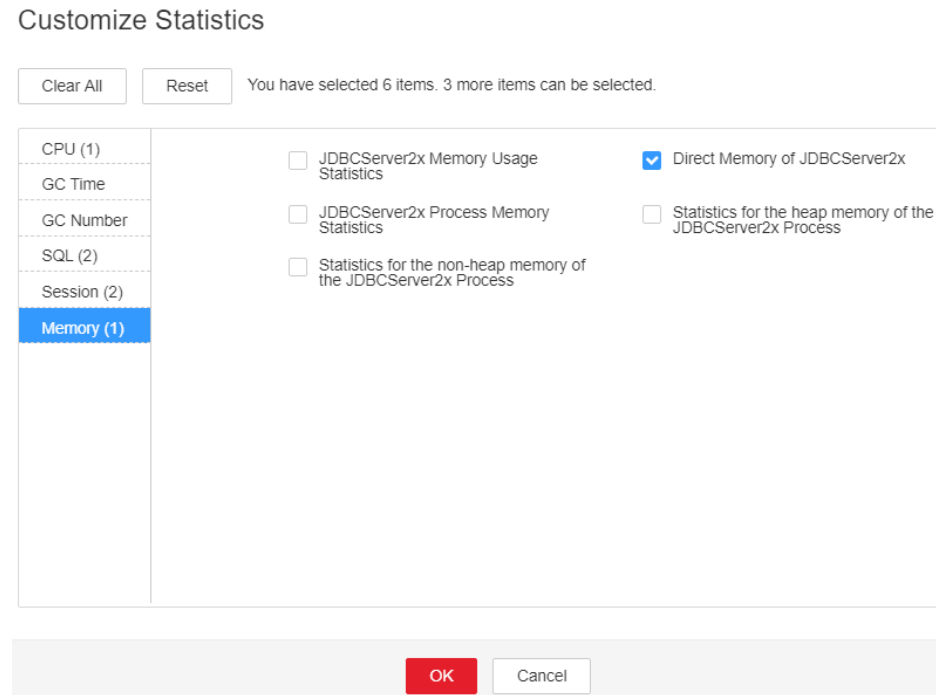 Customize Statistics
Clear All
Reset
You have selected 6 items. 3 more items can be selected.
CPU (1)
GC Time
GC Number
SQL (2)
Session (2)
Memory (1)
JDBCServer2x Memory Usage
Statistics
Direct Memory of JDBCServer2x
JDBCServer2x Process Memory
Statistics
Statistics for the heap memory of the
JDBCServer2x Process
Statistics for the non-heap memory of
the JDBCServer2x Process
OK
Cancel